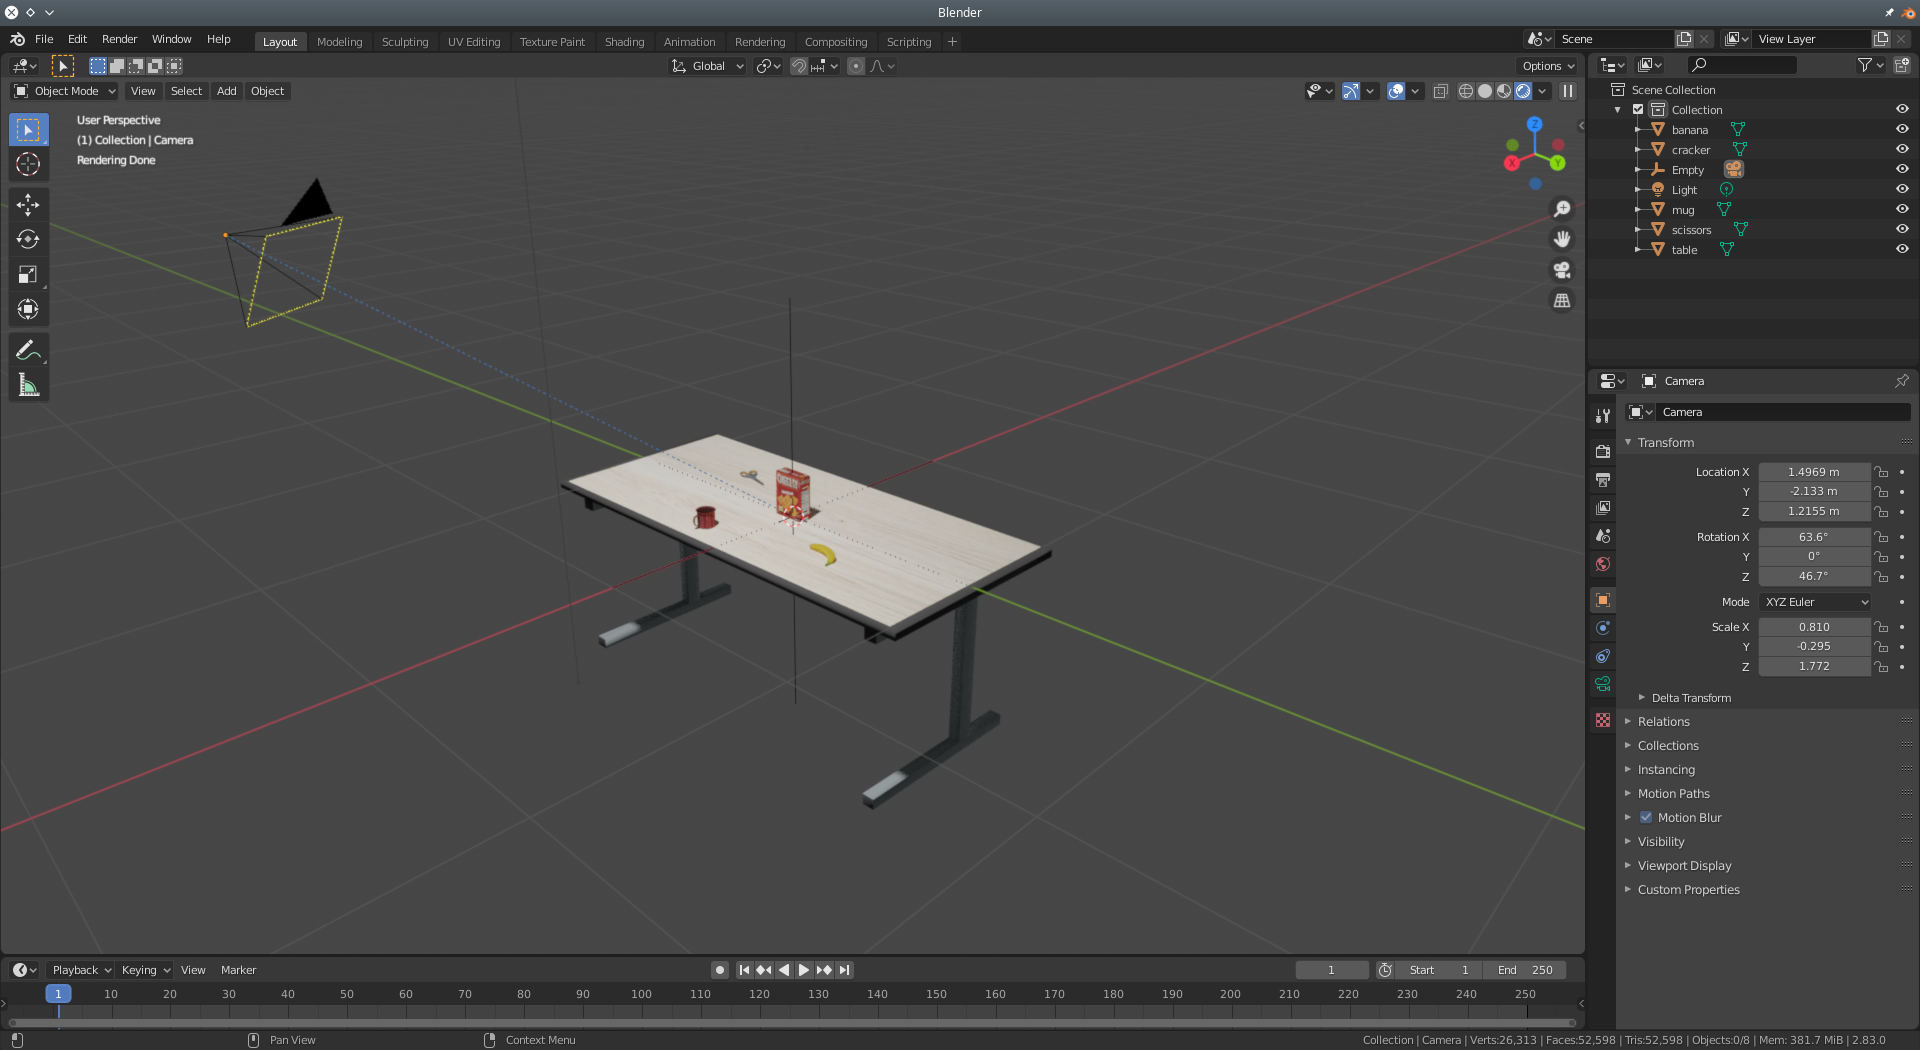 Blender
File Edit Render Window Help Layout Modeling Sculpting UV Editing Texture Paint Shading Animation Rendering Compositing Scripting + Scene View Layer
Global Options
Object Mode View Select Add Object
User Perspective
(1) Collection | Camera
Rendering Done
Z
X
Y
Scene Collection
Collection
banana
cracker
Empty
Light
mug
scissors
table
Camera
Camera
Transform
Location X 1.4969 m
Y -2.133 m
Z 1.2155 m
Rotation X 63.6°
Y 0°
Z 46.7°
Mode XYZ Euler
Scale X 0.810
Y -0.295
Z 1.772
Delta Transform
Relations
Collections
Instancing
Motion Paths
Motion Blur
Visibility
Viewport Display
Custom Properties
Playback Keying View Marker 1 Start 1 End 250
1 10 20 30 40 50 60 70 80 90 100 110 120 130 140 150 160 170 180 190 200 210 220 230 240 250
Pan View Context Menu Collection | Camera | Verts:26,313 | Faces:52,598 | Tris:52,598 | Objects:0/8 | Mem: 381.7 MiB | 2.83.0